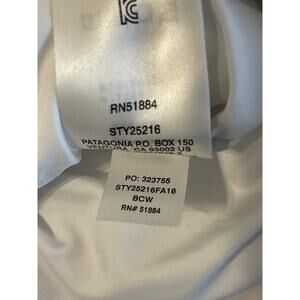 RN51884
STY25216
PATAGONIA P.O. BOX 150
VENTURA, CA 93002 US
PO: 323755
STY25216FA18
BCW
RN# 51884